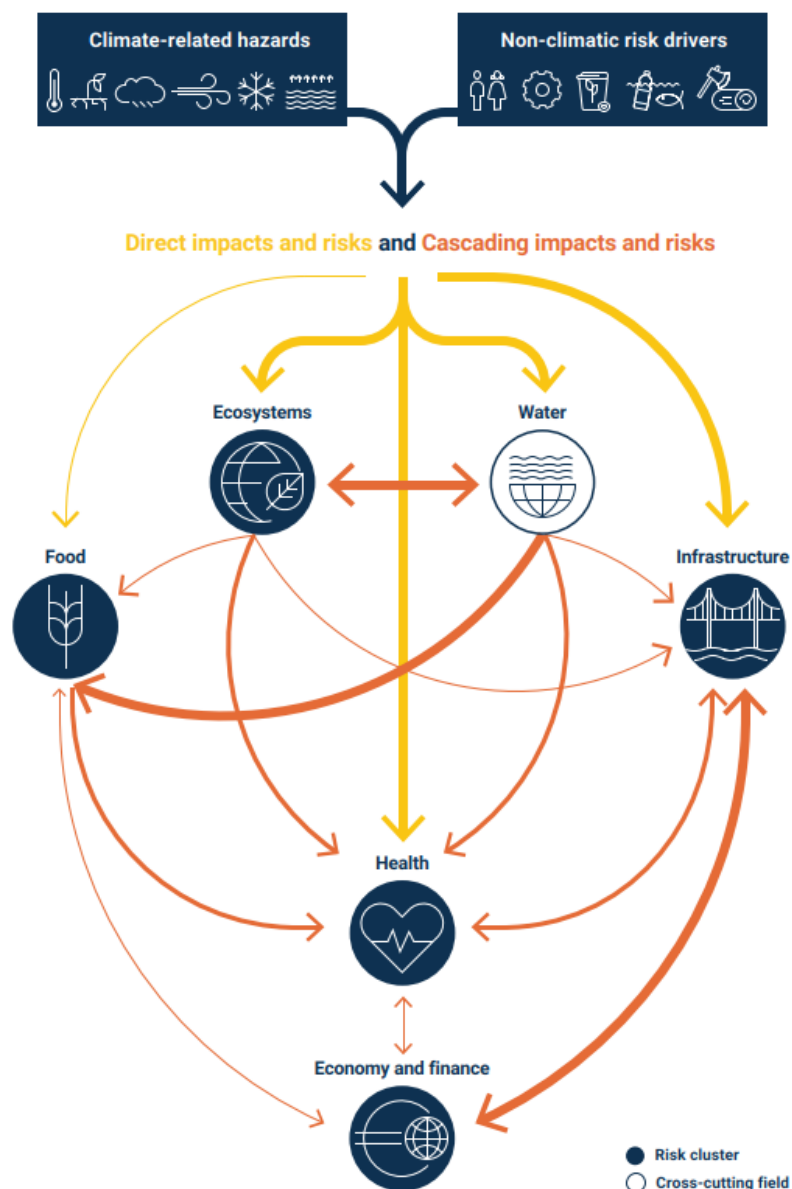 Climate-related hazards
Non-climatic risk drivers
Direct impacts and risks and Cascading impacts and risks
Ecosystems
Water
Food
Infrastructure
Health
Economy and finance
Risk cluster
Cross-cutting field